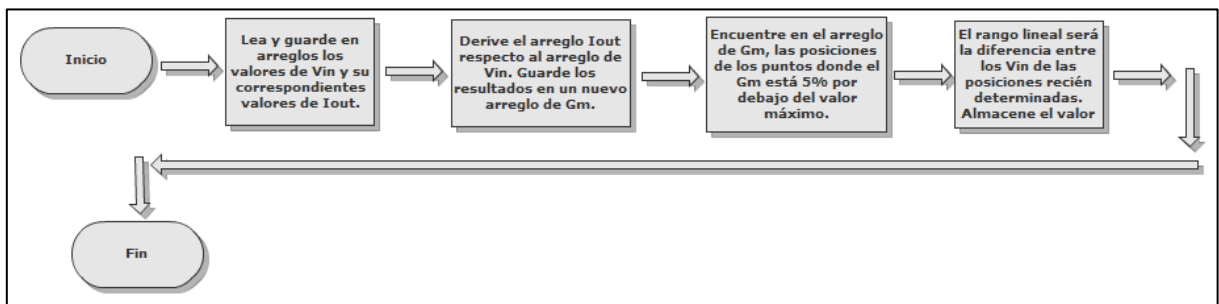 Inicio
Lea y guarde en
arreglos los
valores de Vin y su
correspondientes
valores de Iout.
Derive el arreglo Iout
respecto al arreglo de
Vin. Guarde los
resultados en un nuevo
arreglo de Gm.
Encuentre en el arreglo
de Gm, las posiciones
de los puntos donde el
Gm está 5% por
debajo del valor
máximo.
El rango lineal será
la diferencia entre
los Vin de las
posiciones recién
determinadas.
Almacene el valor
Fin